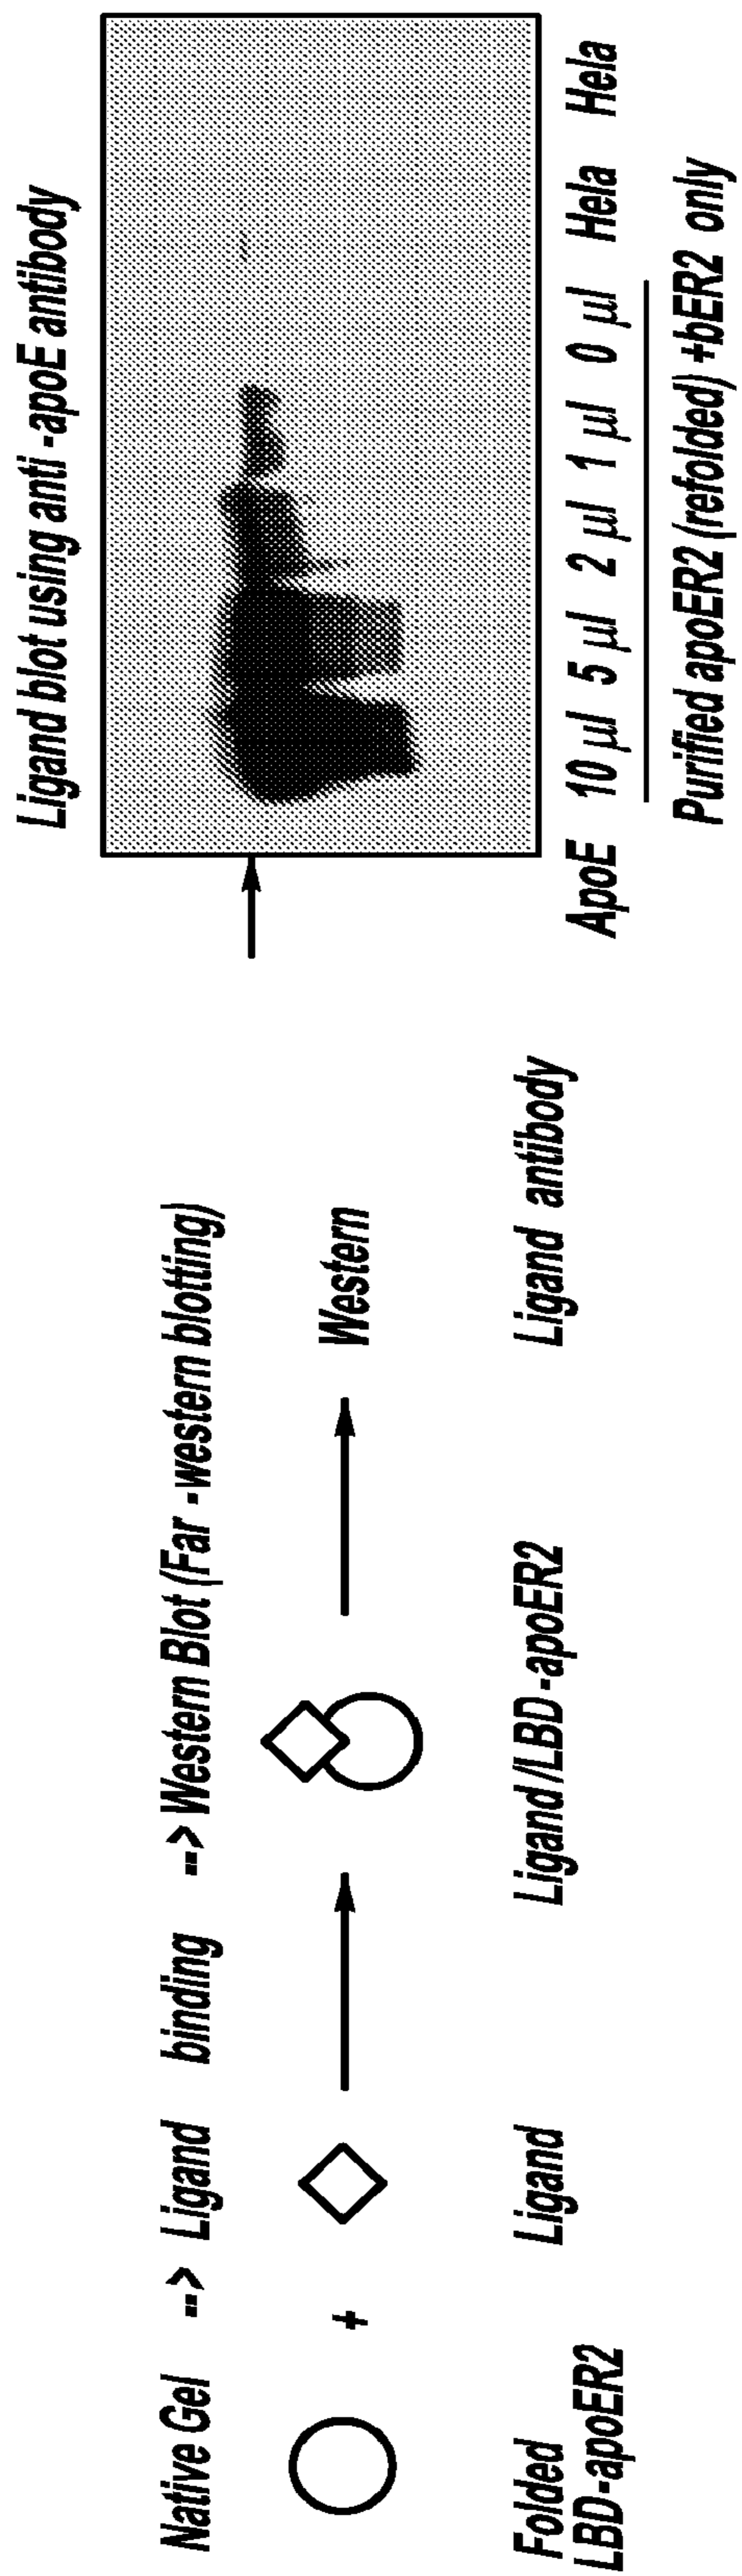 Native Gel --> Ligand binding --> Western Blot (Far -western blotting)
+
Western
Folded
LBD-apoER2
Ligand
Ligand /LBD -apoER2
Ligand antibody
Ligand blot using anti -apoE antibody
ApoE 10 µl 5 µl 2 µl 1 µl 0 µl Hela Hela
Purified apoER2 (refolded) +bER2 only